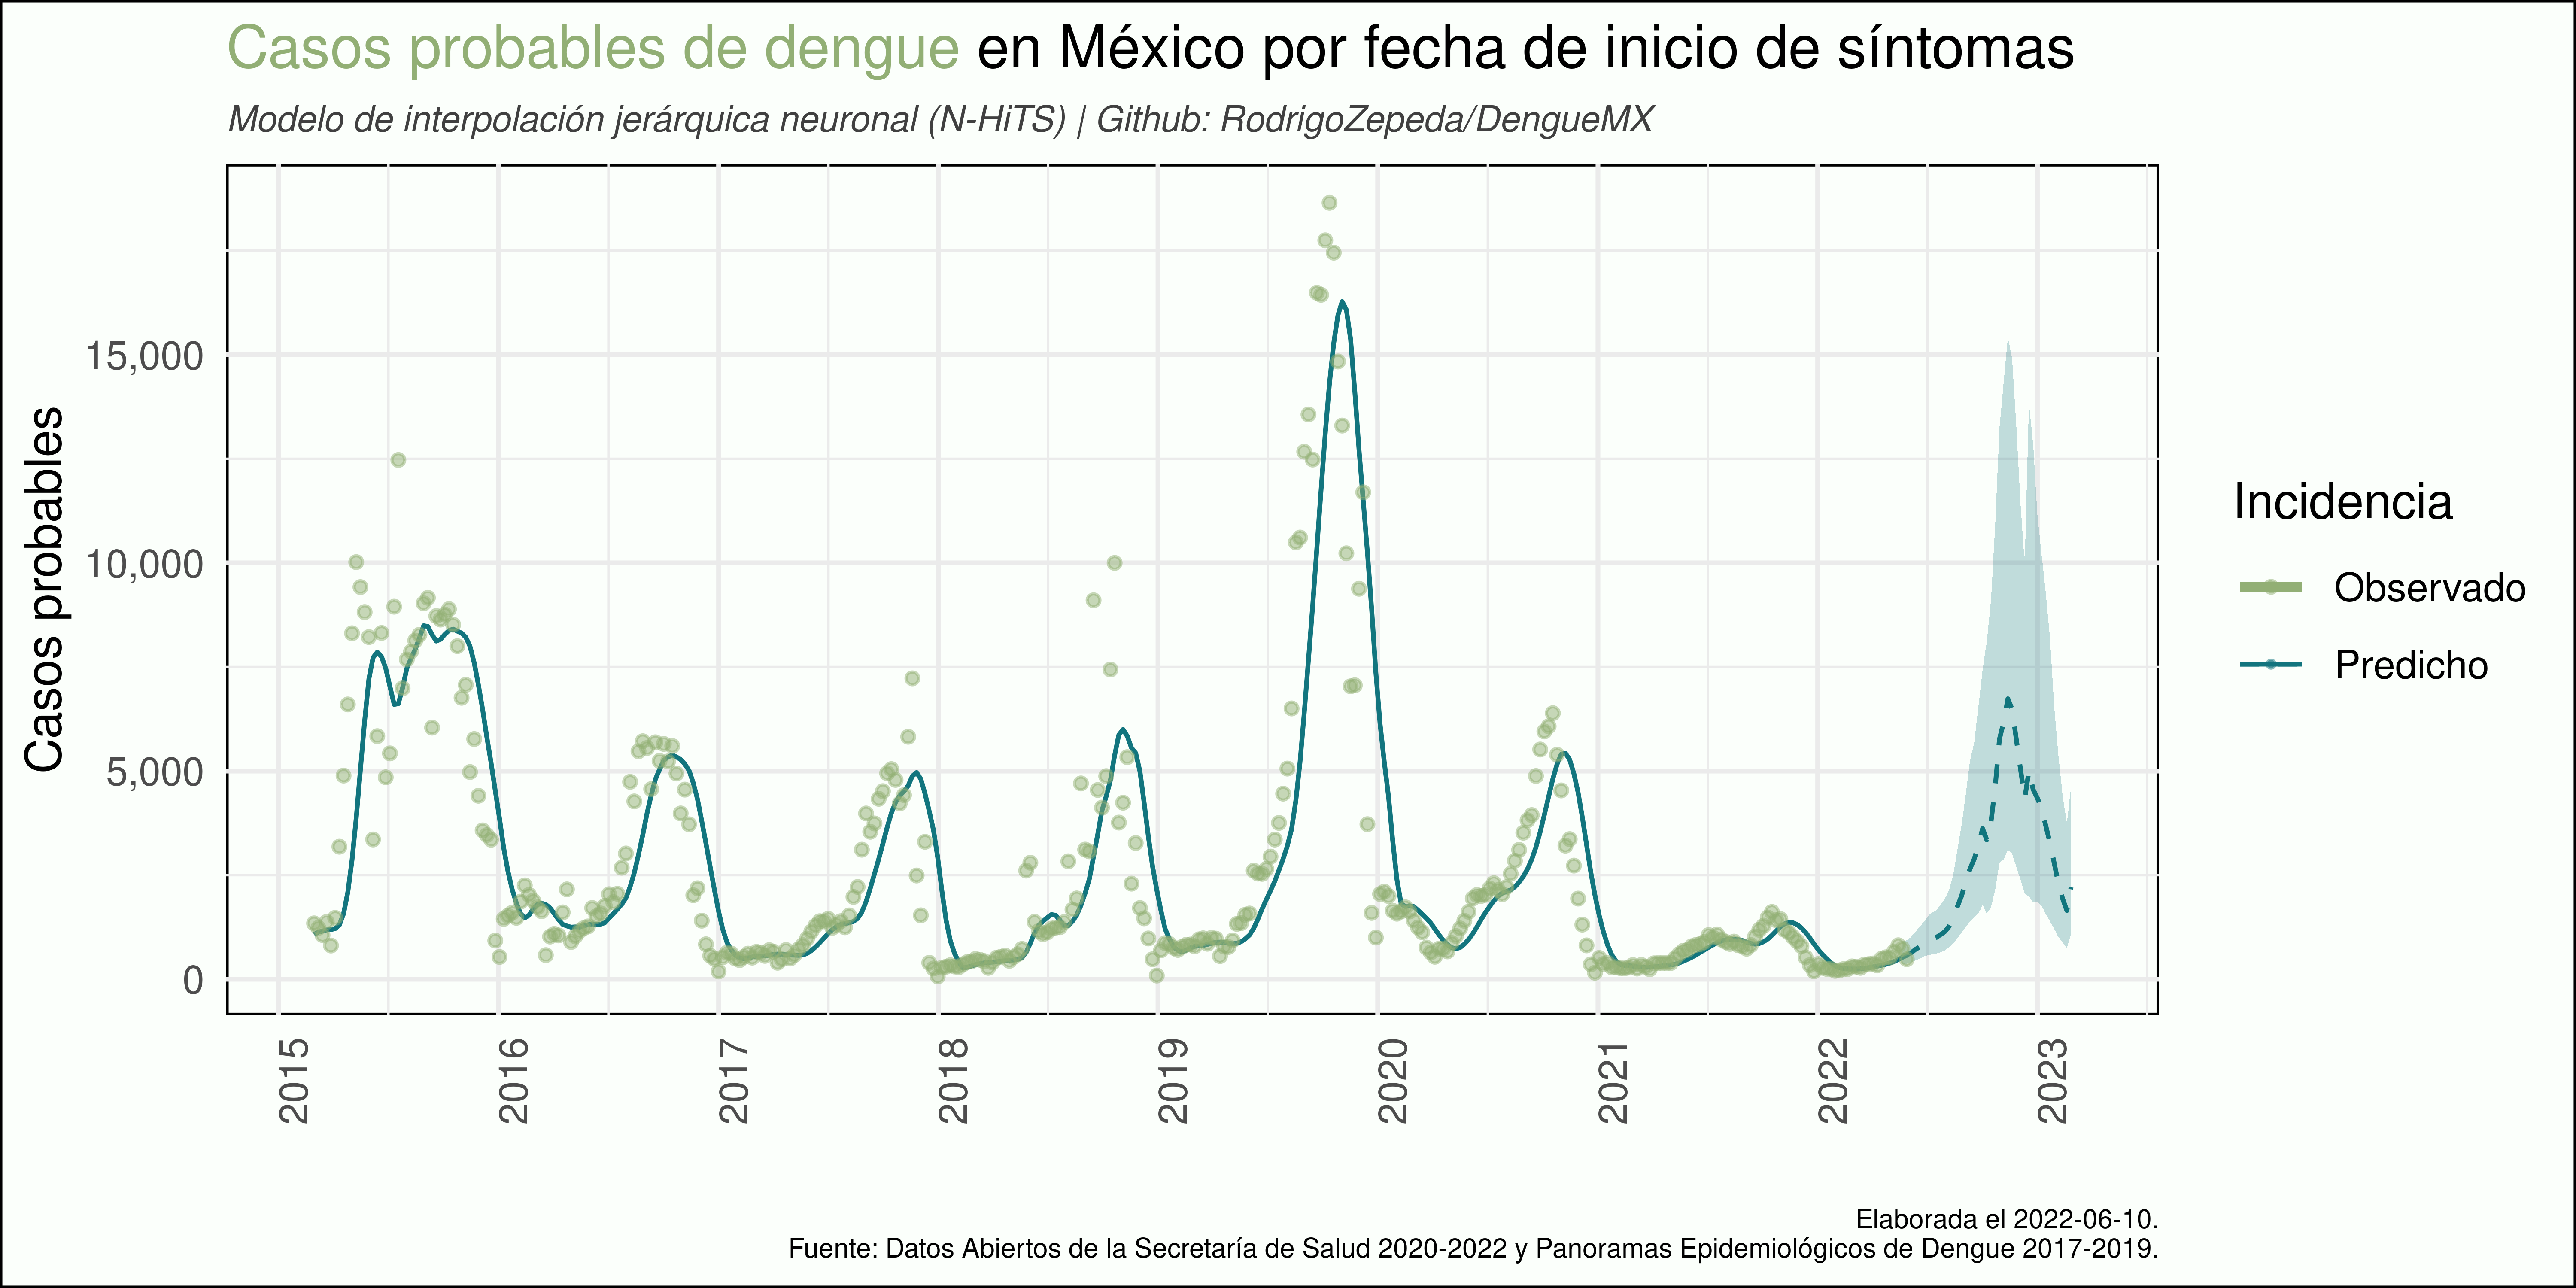 Casos probables de dengue en México por fecha de inicio de síntomas
Modelo de interpolación jerárquica neuronal (N-HiTS) | Github: RodrigoZepeda/DengueMX
Casos probables
15,000
10,000
5,000
0
2015
2016
2017
2018
2019
2020
2021
2022
2023
Incidencia
Observado
Predicho
Elaborada el 2022-06-10.
Fuente: Datos Abiertos de la Secretaría de Salud 2020-2022 y Panoramas Epidemiológicos de Dengue 2017-2019.